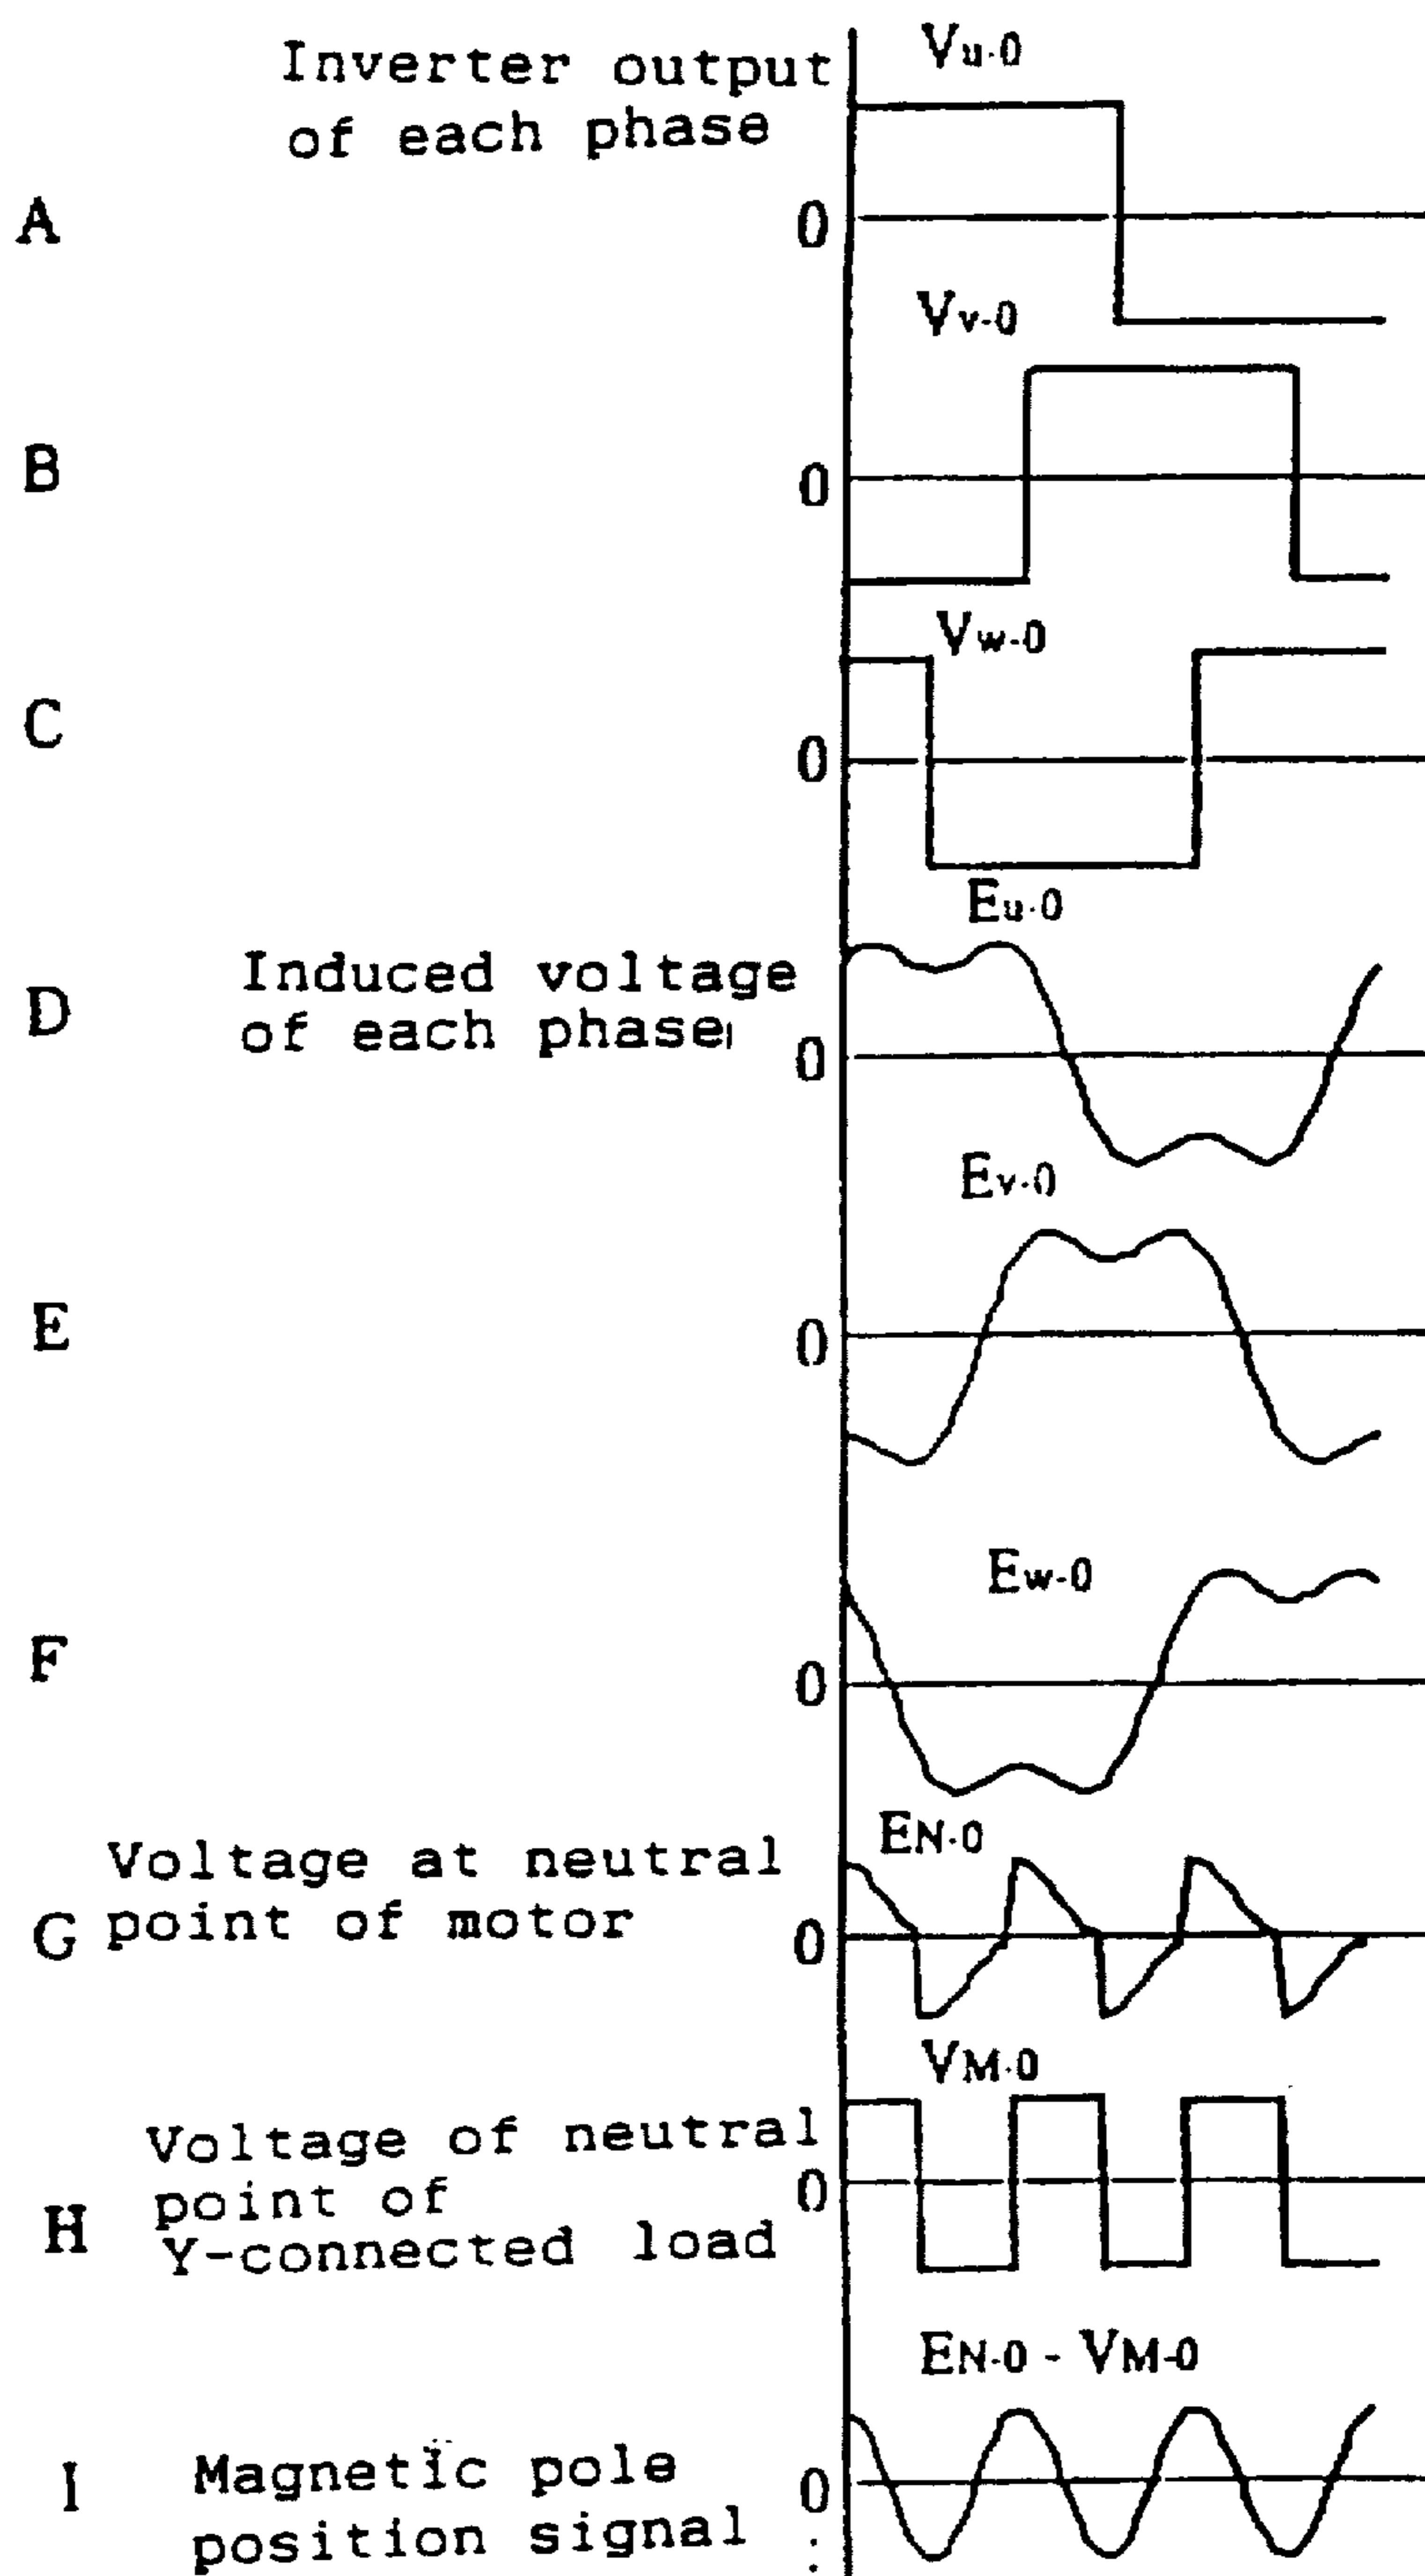 Vu-0
Inverter output
of each phase
A
0
Vv-0
B
0
Vw-0
C
0
Eu-0
Induced voltage
of each phase
D
0
Ev-0
E
0
Ew-0
F
0
EN-0
Voltage at neutral
point of motor
G
0
VM-0
Voltage of neutral
point of
Y-connected load
H
0
EN-0 - VM-0
I
Magnetic pole
position signal
0